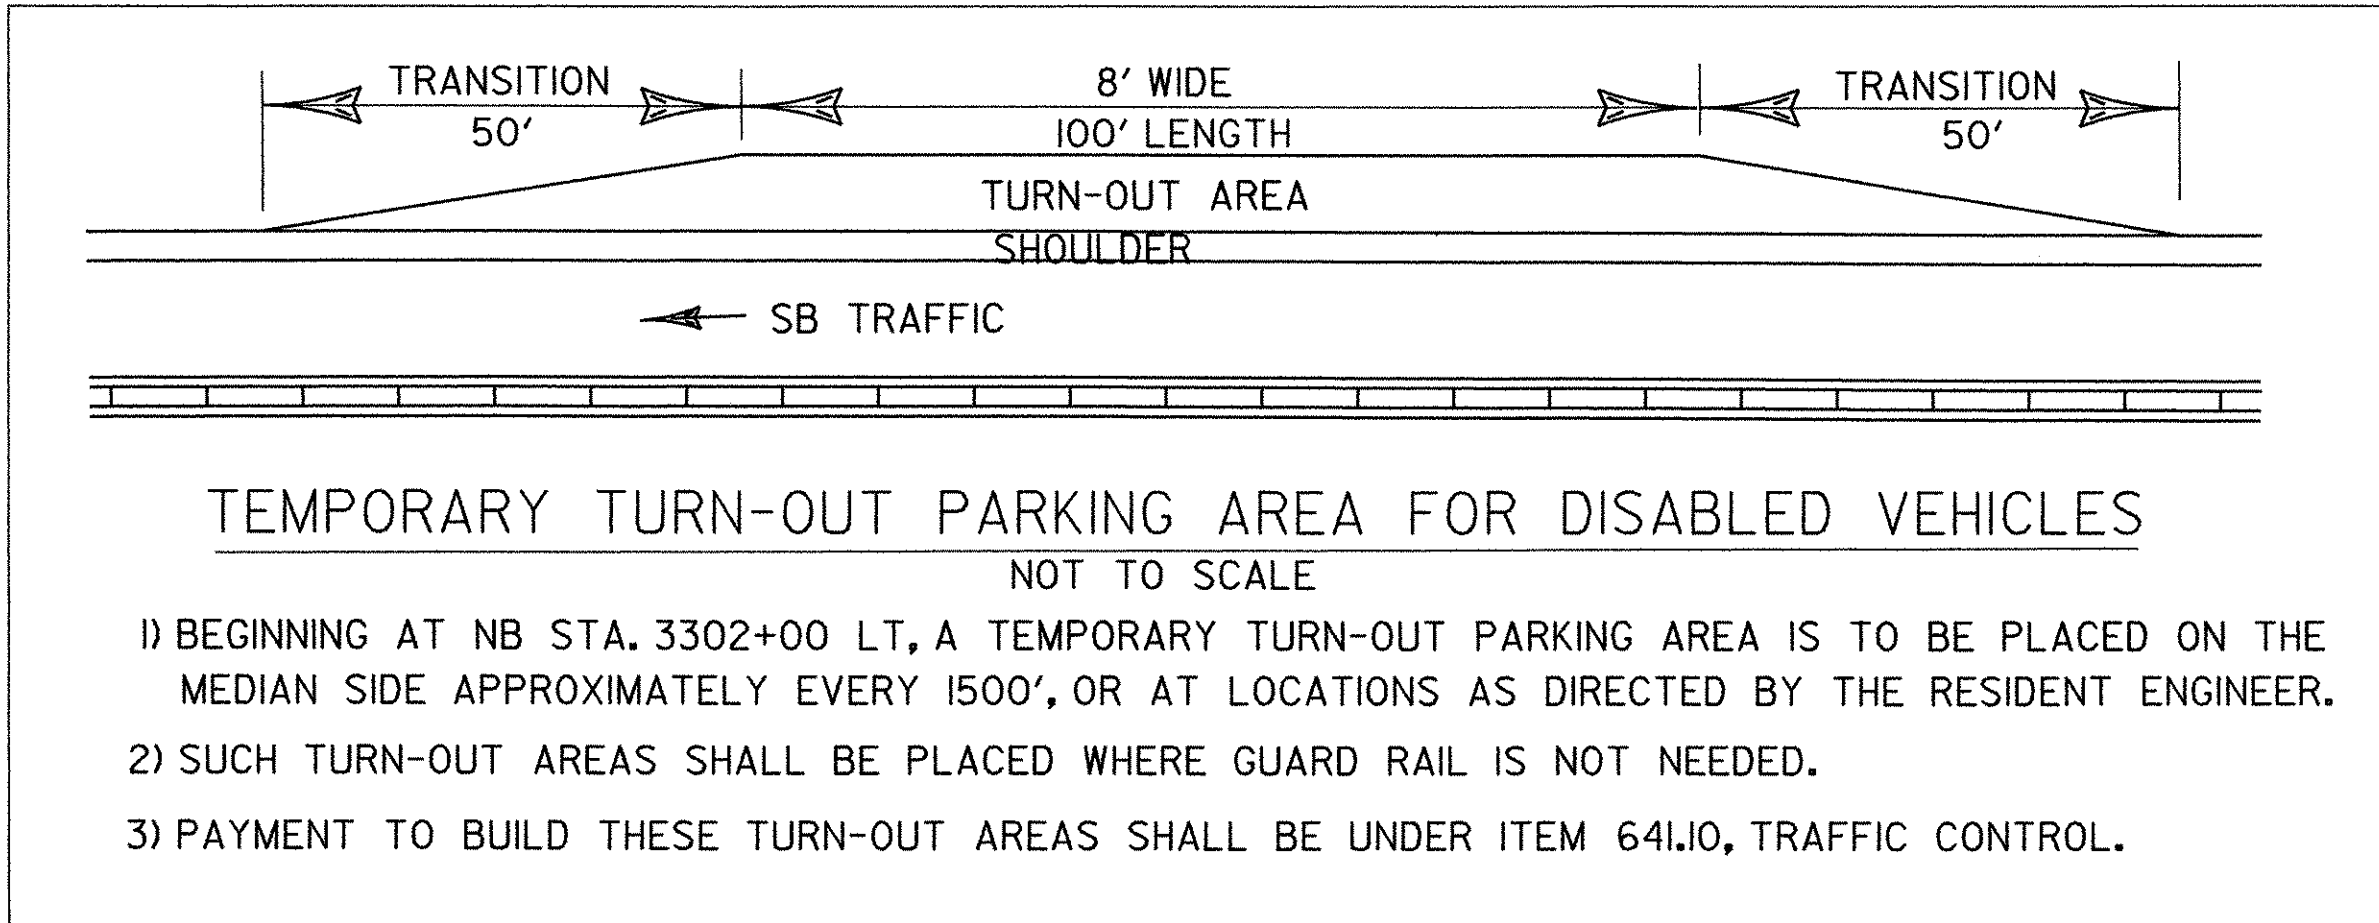 TRANSITION
50'
8' WIDE
100' LENGTH
TRANSITION
50'
TURN-OUT AREA
SHOULDER
SB TRAFFIC
TEMPORARY TURN-OUT PARKING AREA FOR DISABLED VEHICLES
NOT TO SCALE
1) BEGINNING AT NB STA. 3302+00 LT, A TEMPORARY TURN-OUT PARKING AREA IS TO BE PLACED ON THE
MEDIAN SIDE APPROXIMATELY EVERY 1500', OR AT LOCATIONS AS DIRECTED BY THE RESIDENT ENGINEER.
2) SUCH TURN-OUT AREAS SHALL BE PLACED WHERE GUARD RAIL IS NOT NEEDED.
3) PAYMENT TO BUILD THESE TURN-OUT AREAS SHALL BE UNDER ITEM 641.10, TRAFFIC CONTROL.